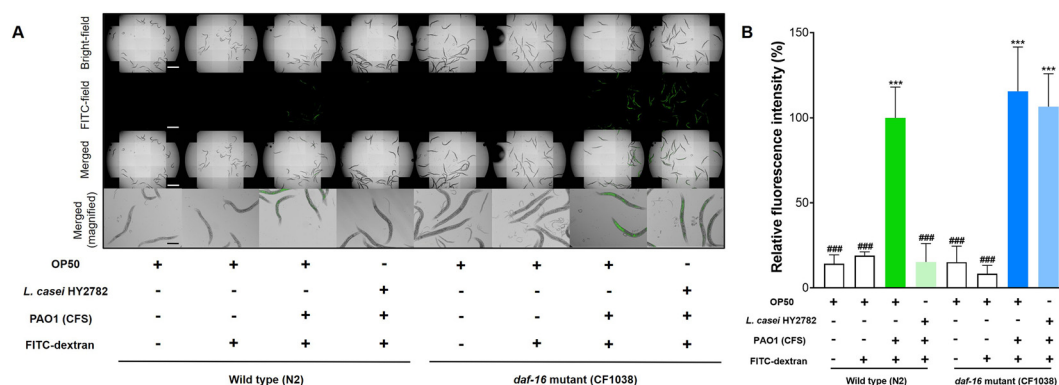 A
Bright-field
FITC-field
Merged
Merged
(magnified)
OP50 + + + - + + + -
L. casei HY2782 - - - + - - - +
PAO1 (CFS) - - + + - - + +
FITC-dextran - + + + - + + +
Wild type (N2) daf-16 mutant (CF1038)
B
Relative fluorescence intensity (%)
150
100
50
0
### ### *** ### ### ### *** ***
OP50 + + + - + + + -
L. casei HY2782 - - - + - - - +
PAO1 (CFS) - - + + - - + +
FITC-dextran - + + + - + + +
Wild type (N2) daf-16 mutant (CF1038)